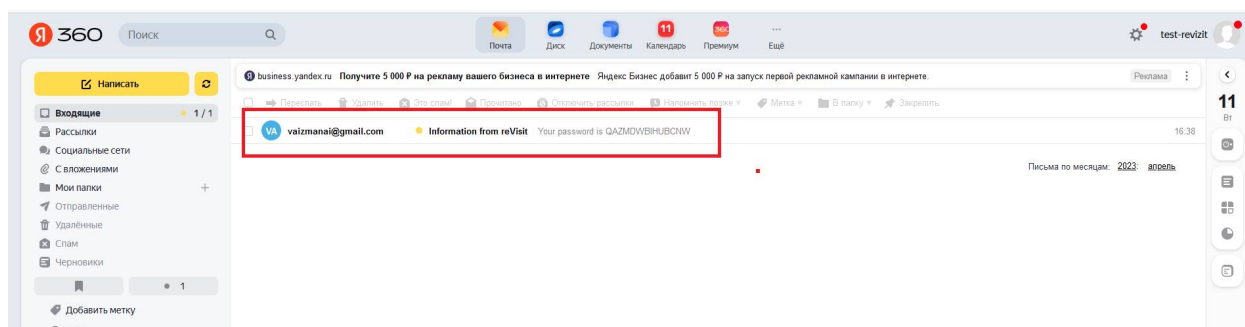 Я 360 Поиск
Почта Диск Документы 11 Календарь 360 Премиум Ещё
test-revizit
Написать
Входящие 1 / 1
Рассылки
Социальные сети
С вложениями
Мои папки +
Отправленные
Удалённые
Спам
Черновики
1
Добавить метку
Я business.yandex.ru Получите 5 000 ₽ на рекламу вашего бизнеса в интернете Яндекс Бизнес добавит 5 000 ₽ на запуск первой рекламной кампании в интернете. Реклама
Переслать Удалить Это спам! Прочитано Отключить рассылки Напомнить позже Метка В папку Закрепить
VA vaizmanai@gmail.com Information from reVisit Your password is QAZMDWBIHUBCNW 16:38
Письма по месяцам: 2023: апрель
11
Вт